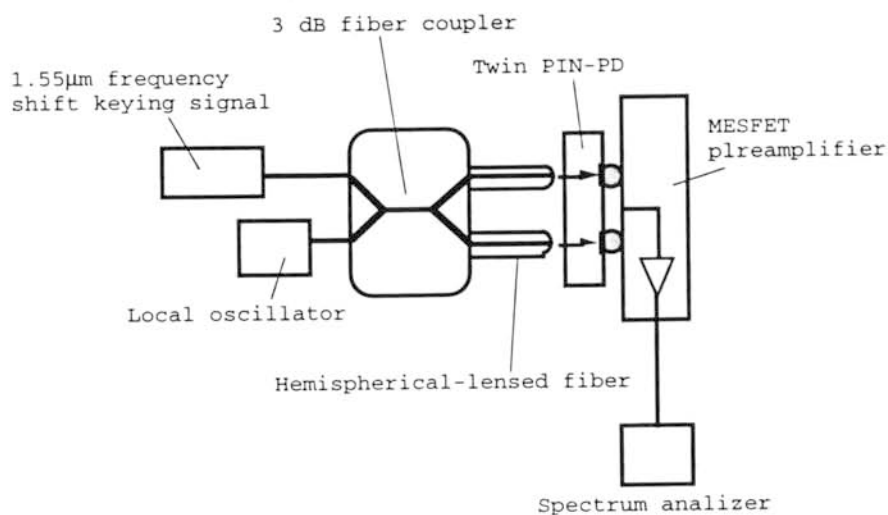 3 dB fiber coupler
1.55µm frequency
shift keying signal
Twin PIN-PD
MESFET
plreamplifier
Local oscillator
Hemispherical-lensed fiber
Spectrum analizer